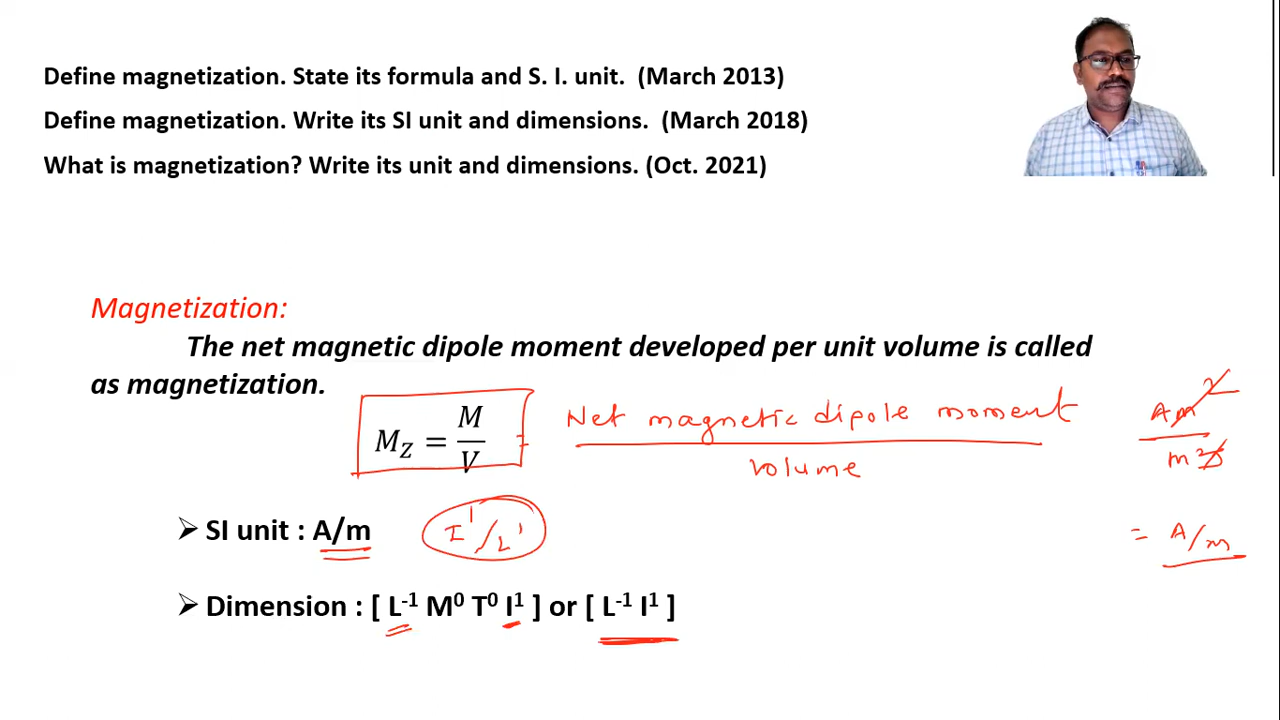 Define magnetization. State its formula and S. I. unit. (March 2013)
Define magnetization. Write its SI unit and dimensions. (March 2018)
What is magnetization? Write its unit and dimensions. (Oct. 2021)
Magnetization:
The net magnetic dipole moment developed per unit volume is called
as magnetization.
M_Z = M/V = Net magnetic dipole moment / volume
Am²/m³
➢ SI unit : A/m I¹/L¹
= A/m
➢ Dimension : [ L⁻¹ M⁰ T⁰ I¹ ] or [ L⁻¹ I¹ ]